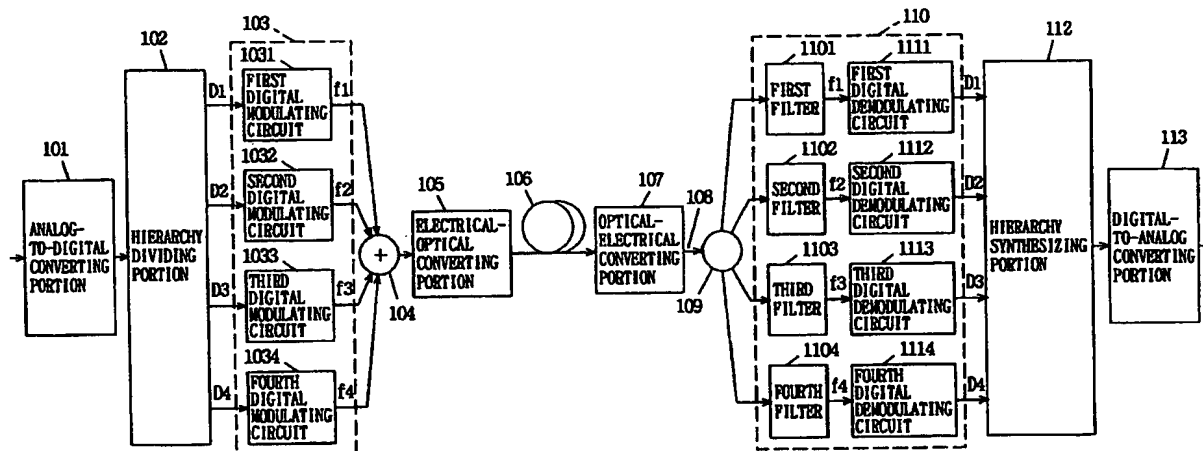 101
ANALOG-
TO-DIGITAL
CONVERTING
PORTION
102
HIERARCHY
DIVIDING
PORTION
D1
D2
D3
D4
103
1031
FIRST
DIGITAL
MODULATING
CIRCUIT
f1
1032
SECOND
DIGITAL
MODULATING
CIRCUIT
f2
1033
THIRD
DIGITAL
MODULATING
CIRCUIT
f3
1034
FOURTH
DIGITAL
MODULATING
CIRCUIT
f4
+
104
105
ELECTRICAL-
OPTICAL
CONVERTING
PORTION
106
107
OPTICAL-
ELECTRICAL
CONVERTING
PORTION
108
109
110
1101
FIRST
FILTER
f1
1111
FIRST
DIGITAL
DEMODULATING
CIRCUIT
D1
1102
SECOND
FILTER
f2
1112
SECOND
DIGITAL
DEMODULATING
CIRCUIT
D2
1103
THIRD
FILTER
f3
1113
THIRD
DIGITAL
DEMODULATING
CIRCUIT
D3
1104
FOURTH
FILTER
f4
1114
FOURTH
DIGITAL
DEMODULATING
CIRCUIT
D4
112
HIERARCHY
SYNTHESIZING
PORTION
113
DIGITAL-
TO-ANALOG
CONVERTING
PORTION